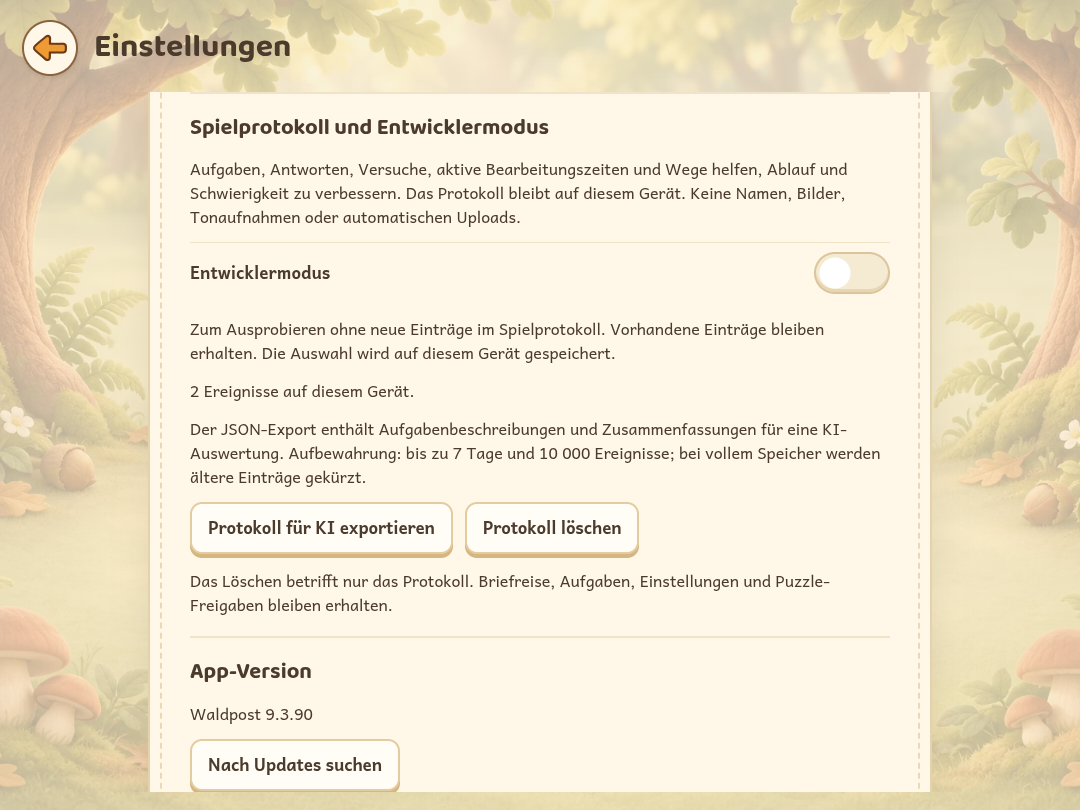 Einstellungen
Spielprotokoll und Entwicklermodus
Aufgaben, Antworten, Versuche, aktive Bearbeitungszeiten und Wege helfen, Ablauf und
Schwierigkeit zu verbessern. Das Protokoll bleibt auf diesem Gerät. Keine Namen, Bilder,
Tonaufnahmen oder automatischen Uploads.
Entwicklermodus
Zum Ausprobieren ohne neue Einträge im Spielprotokoll. Vorhandene Einträge bleiben
erhalten. Die Auswahl wird auf diesem Gerät gespeichert.
2 Ereignisse auf diesem Gerät.
Der JSON-Export enthält Aufgabenbeschreibungen und Zusammenfassungen für eine KI-
Auswertung. Aufbewahrung: bis zu 7 Tage und 10 000 Ereignisse; bei vollem Speicher werden
ältere Einträge gekürzt.
Protokoll für KI exportieren
Protokoll löschen
Das Löschen betrifft nur das Protokoll. Briefreise, Aufgaben, Einstellungen und Puzzle-
Freigaben bleiben erhalten.
App-Version
Waldpost 9.3.90
Nach Updates suchen